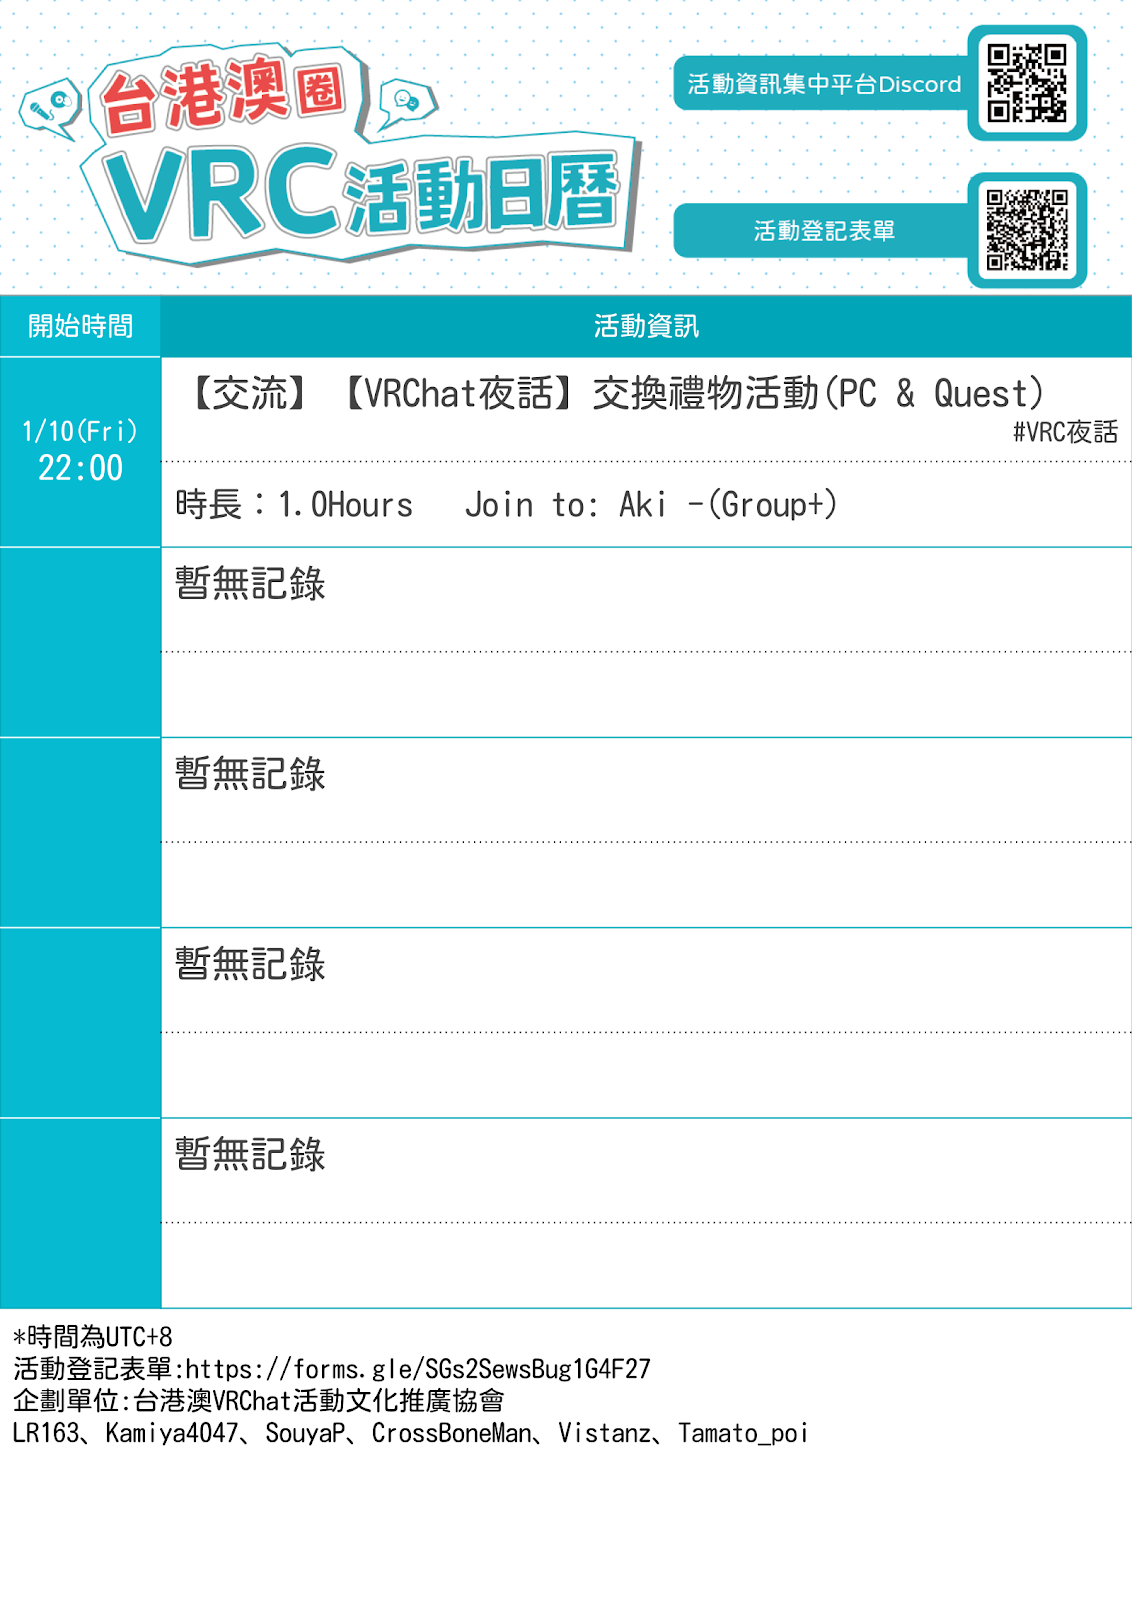 台港澳圈
VRC活動日曆
活動資訊集中平台Discord
活動登記表單
開始時間
活動資訊
1/10(Fri)
22:00
【交流】【VRChat夜話】交換禮物活動(PC & Quest)
#VRC夜話
時長：1.0Hours Join to: Aki -(Group+)
暫無記錄
暫無記錄
暫無記錄
暫無記錄
*時間為UTC+8
活動登記表單:https://forms.gle/SGs2SewsBug1G4F27
企劃單位:台港澳VRChat活動文化推廣協會
LR163、Kamiya4047、SouyaP、CrossBoneMan、Vistanz、Tamato_poi